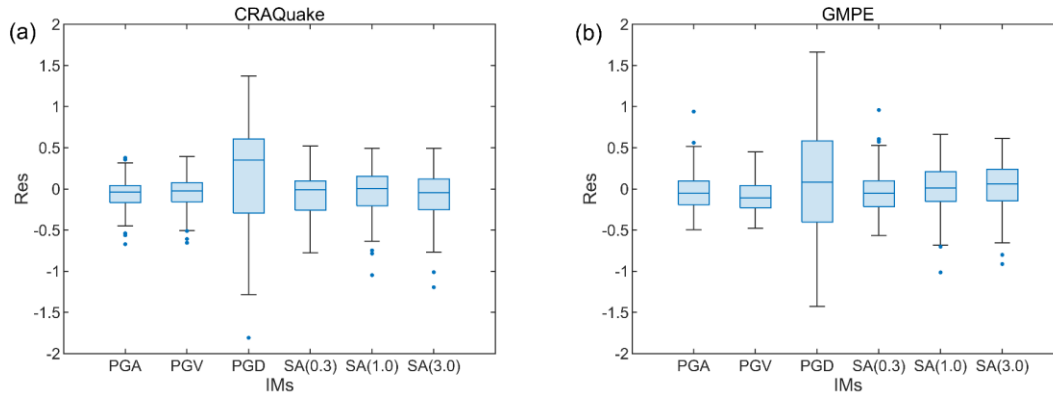 CRAQuake
(a)
2
1.5
1
0.5
0
-0.5
-1
-1.5
-2
Res
PGA PGV PGD SA(0.3) SA(1.0) SA(3.0)
IMs
GMPE
(b)
2
1.5
1
0.5
0
-0.5
-1
-1.5
-2
Res
PGA PGV PGD SA(0.3) SA(1.0) SA(3.0)
IMs